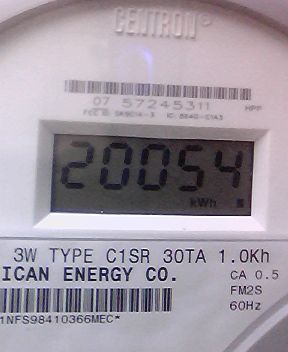 CENTRON®
07 57245311 HPP
20054
kWh
3W TYPE C1SR 30TA 1.0Kh
ICAN ENERGY CO. CA 0.5
FM2S
60Hz
1NFS98410366MEC*